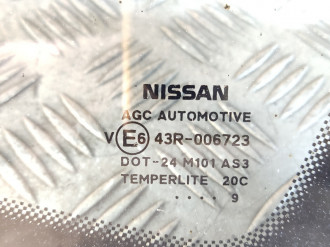 NISSAN
AGC AUTOMOTIVE
V E6 43R-006723
DOT-24 M101 AS3
TEMPERLITE 20C
.... 9